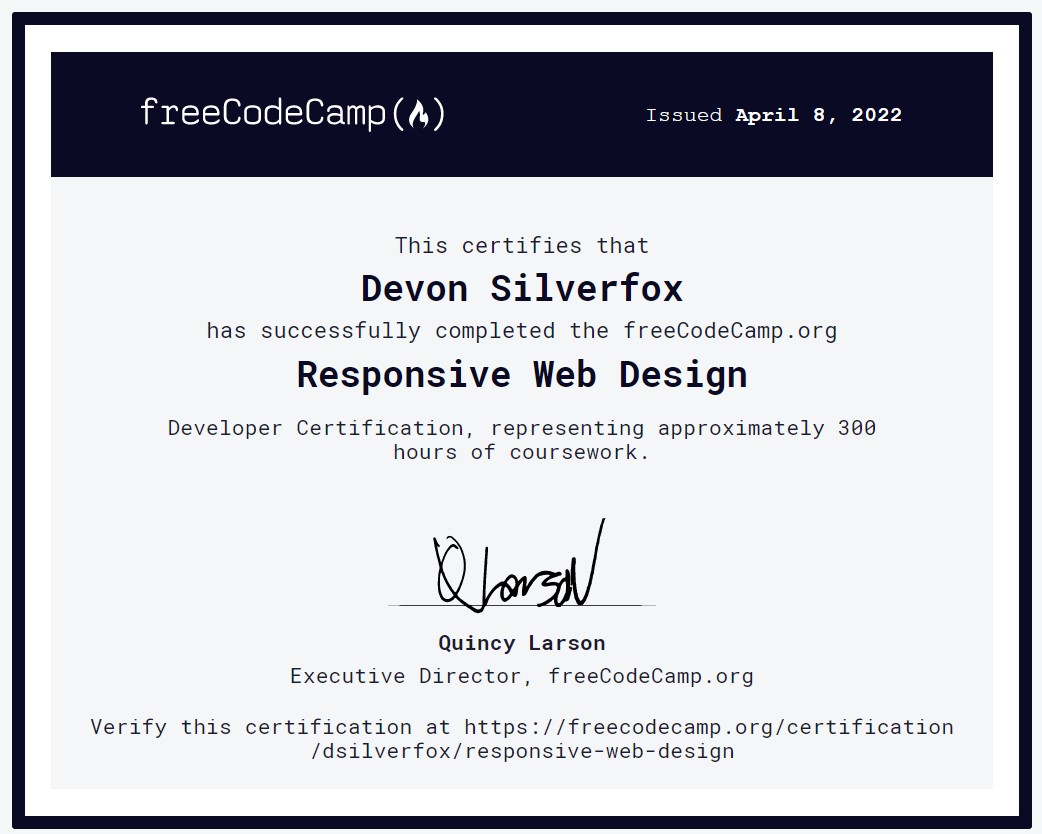 freeCodeCamp(🔥)
Issued April 8, 2022
This certifies that
Devon Silverfox
has successfully completed the freeCodeCamp.org
Responsive Web Design
Developer Certification, representing approximately 300
hours of coursework.
QLarson
Quincy Larson
Executive Director, freeCodeCamp.org
Verify this certification at https://freecodecamp.org/certification
/dsilverfox/responsive-web-design